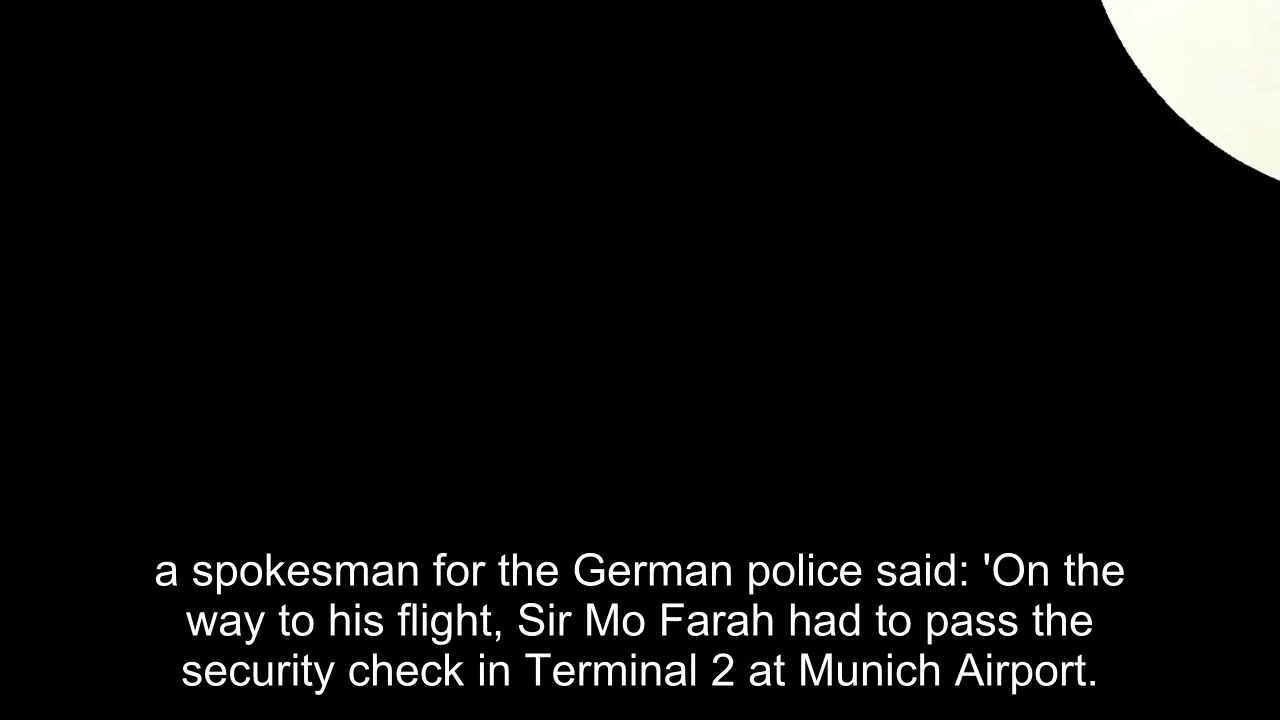 a spokesman for the German police said: 'On the
way to his flight, Sir Mo Farah had to pass the
security check in Terminal 2 at Munich Airport.